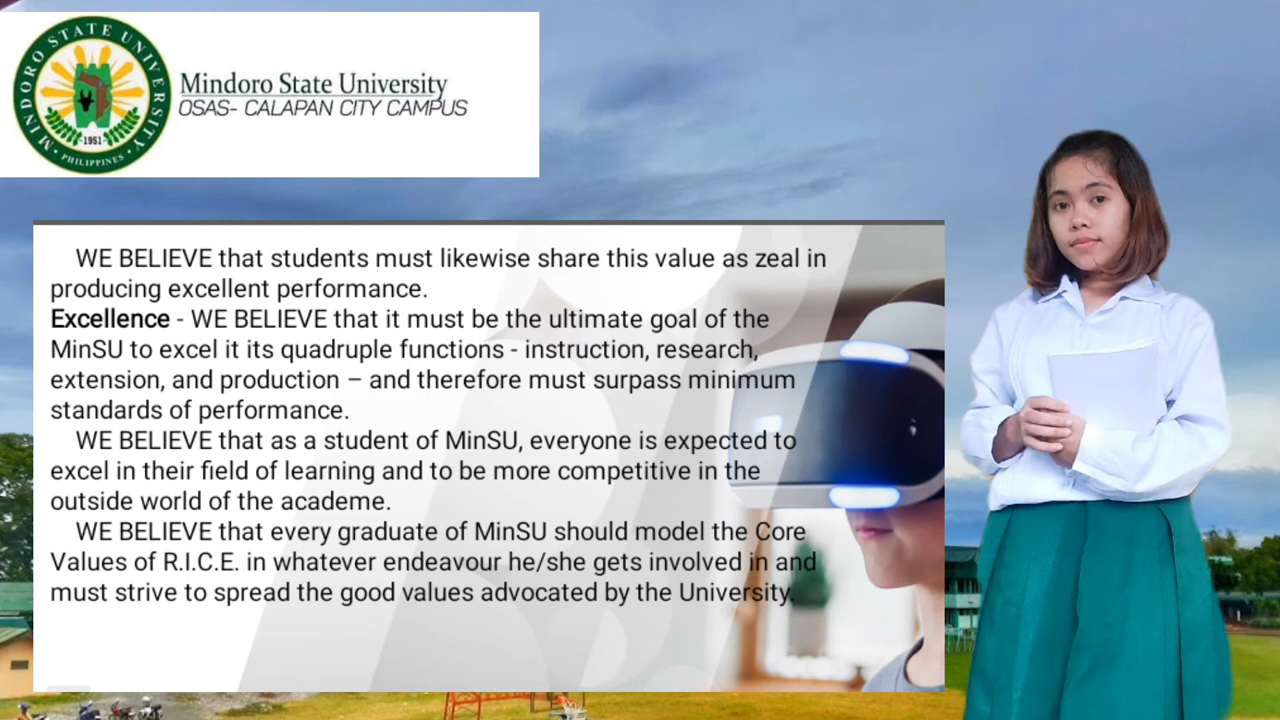 MINDORO STATE UNIVERSITY
1951
• PHILIPPINES •
Mindoro State University
OSAS- CALAPAN CITY CAMPUS
WE BELIEVE that students must likewise share this value as zeal in
producing excellent performance.
Excellence - WE BELIEVE that it must be the ultimate goal of the
MinSU to excel it its quadruple functions - instruction, research,
extension, and production – and therefore must surpass minimum
standards of performance.
WE BELIEVE that as a student of MinSU, everyone is expected to
excel in their field of learning and to be more competitive in the
outside world of the academe.
WE BELIEVE that every graduate of MinSU should model the Core
Values of R.I.C.E. in whatever endeavour he/she gets involved in and
must strive to spread the good values advocated by the University.